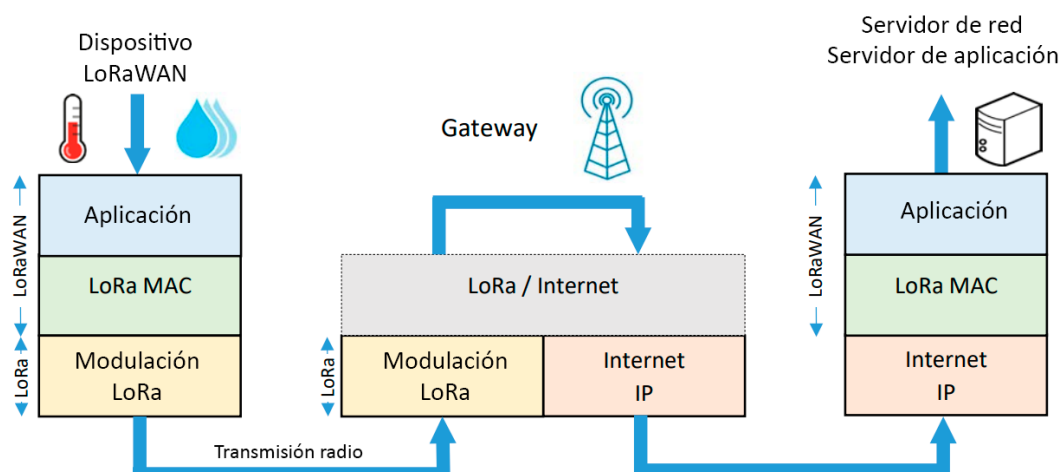 Dispositivo
LoRaWAN
Servidor de red
Servidor de aplicación
Gateway
LoRaWAN
Aplicación
LoRa MAC
LoRa
Modulación
LoRa
LoRa / Internet
LoRa
Modulación
LoRa
Internet
IP
LoRaWAN
Aplicación
LoRa MAC
Internet
IP
Transmisión radio